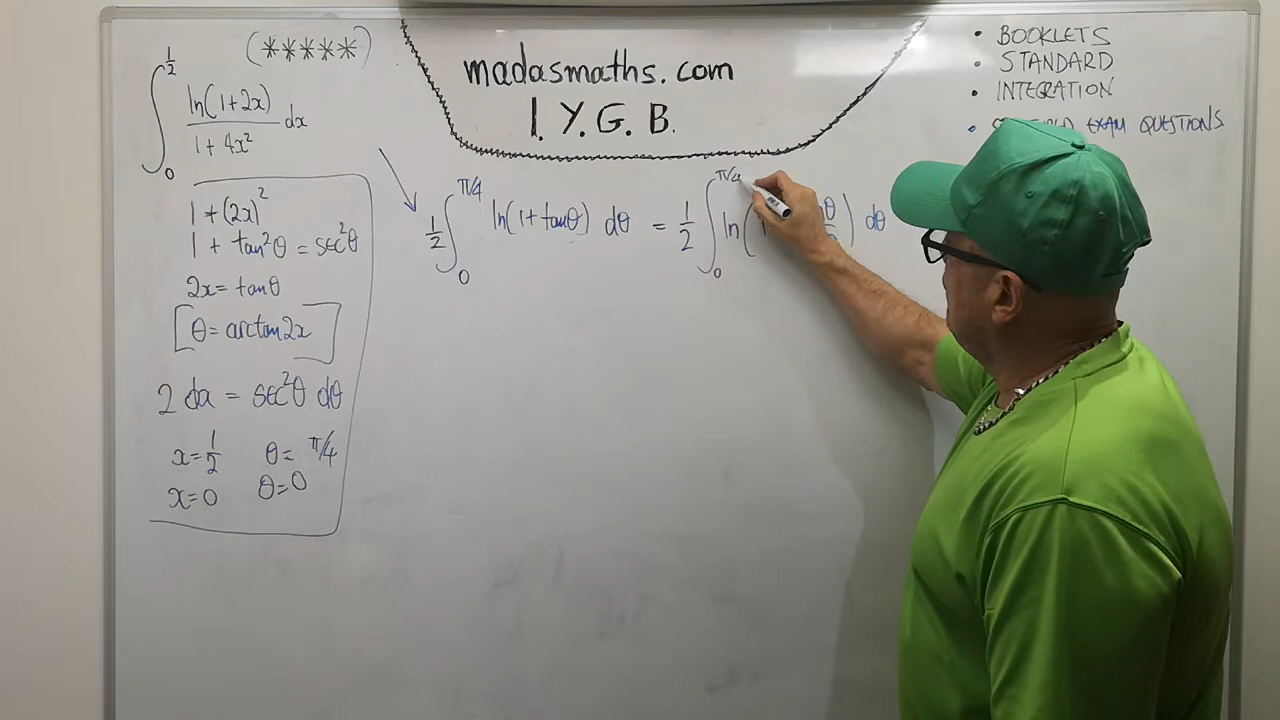 (*****)
∫₀^½ ln(1+2x) / (1+4x²) dx
madasmaths.com
I.Y.G.B.
• BOOKLETS
• STANDARD
• INTEGRATION
• EXAM QUESTIONS
1+(2x)²
1+tan²θ = sec²θ
2x = tanθ
θ = arctan2x
2 dx = sec²θ dθ
x = 1/2 θ = π/4
x = 0 θ = 0
1/2 ∫₀^π/4 ln(1+tanθ) dθ = 1/2 ∫₀^π/4 ln( ) dθ